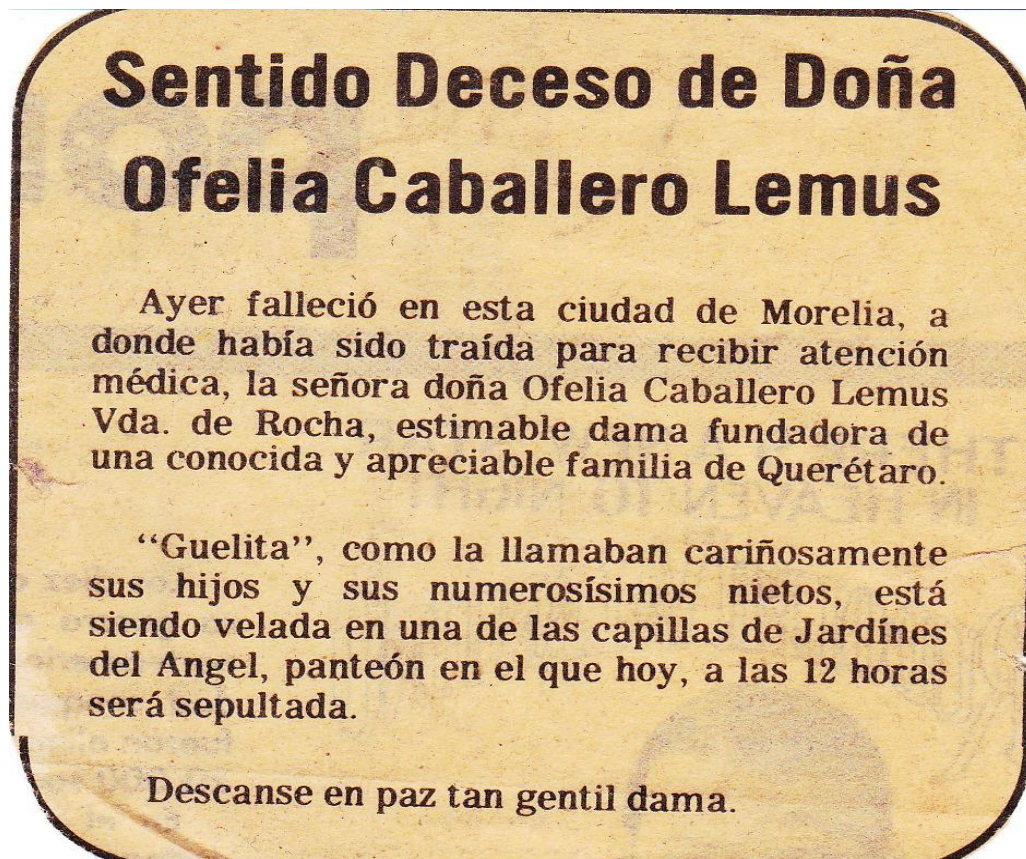 Sentido Deceso de Doña
Ofelia Caballero Lemus
Ayer falleció en esta ciudad de Morelia, a
donde había sido traída para recibir atención
médica, la señora doña Ofelia Caballero Lemus
Vda. de Rocha, estimable dama fundadora de
una conocida y apreciable familia de Querétaro.
"Guelita", como la llamaban cariñosamente
sus hijos y sus numerosísimos nietos, está
siendo velada en una de las capillas de Jardínes
del Angel, panteón en el que hoy, a las 12 horas
será sepultada.
Descanse en paz tan gentil dama.